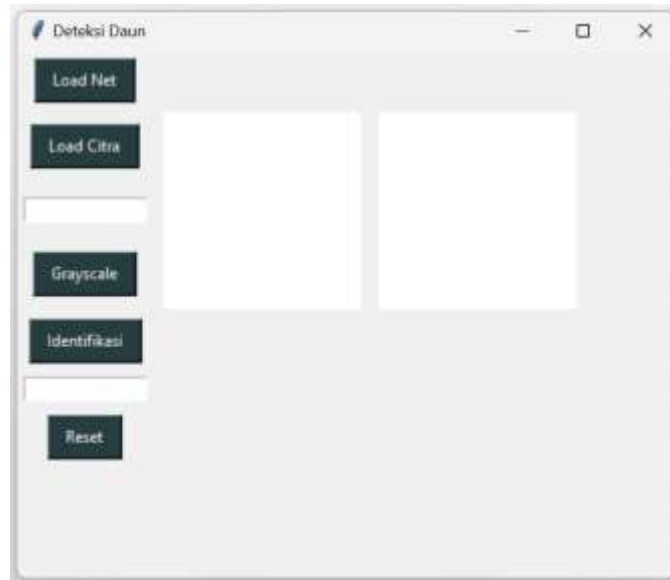 Deteksi Daun
Load Net
Load Citra
Grayscale
Identifikasi
Reset